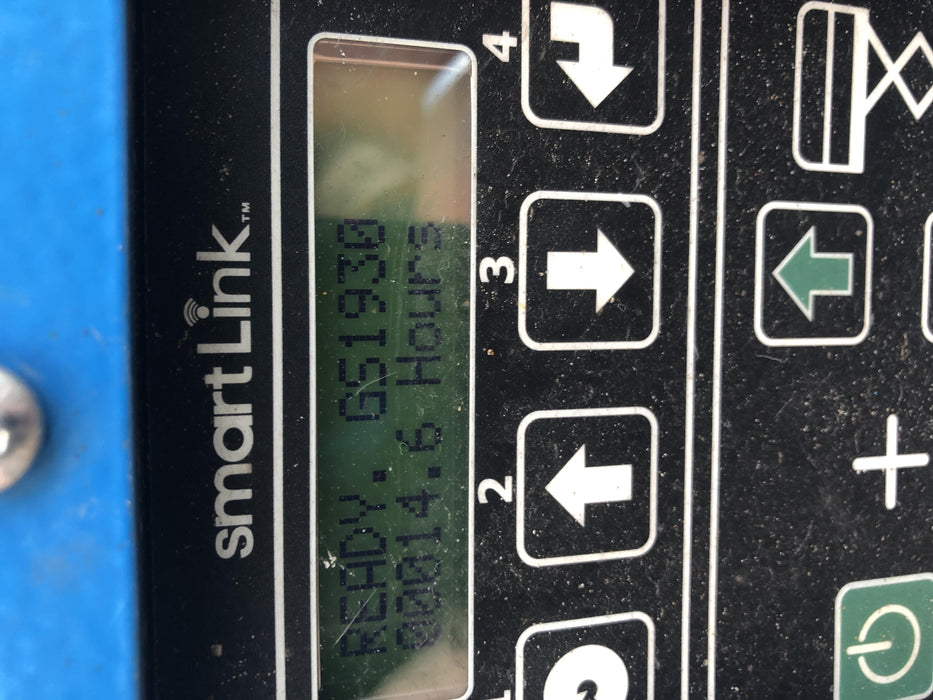 smartLink™
READY. GS1930
00014.6 Hours
2
3
4